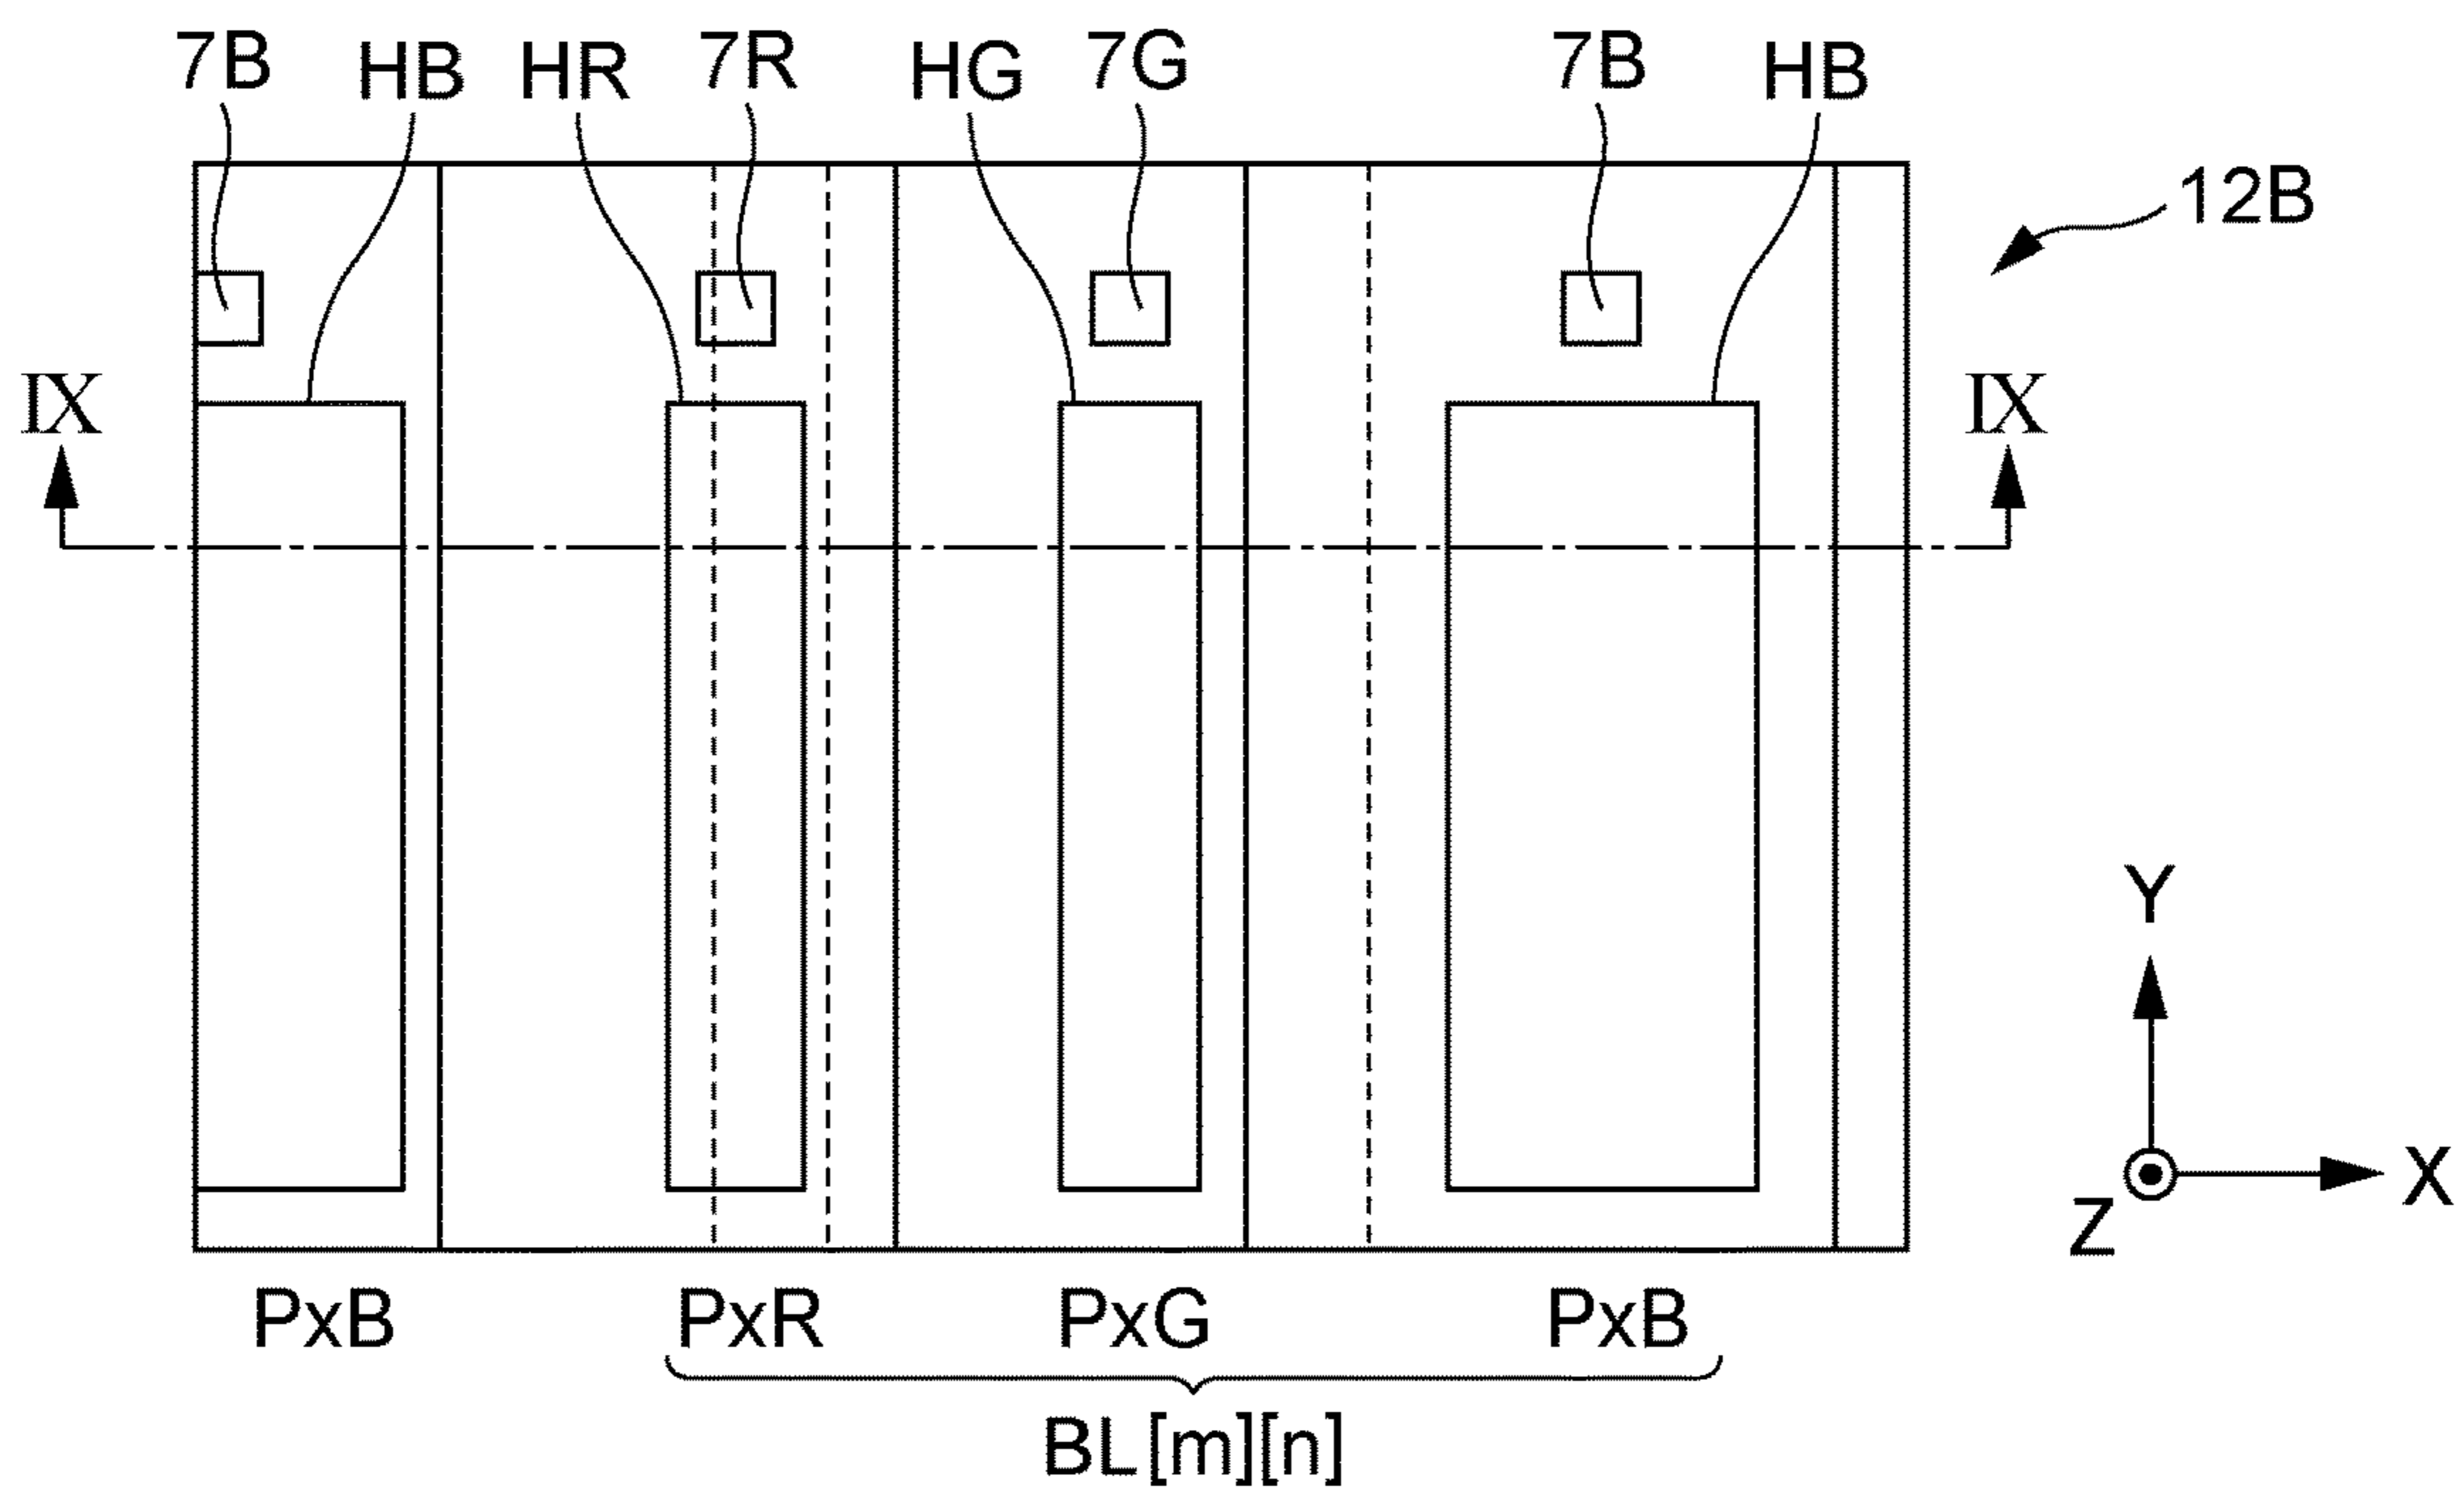 7B HB HR 7R HG 7G 7B HB
12B
IX IX
Y
Z X
PxB PxR PxG PxB
BL[m][n]